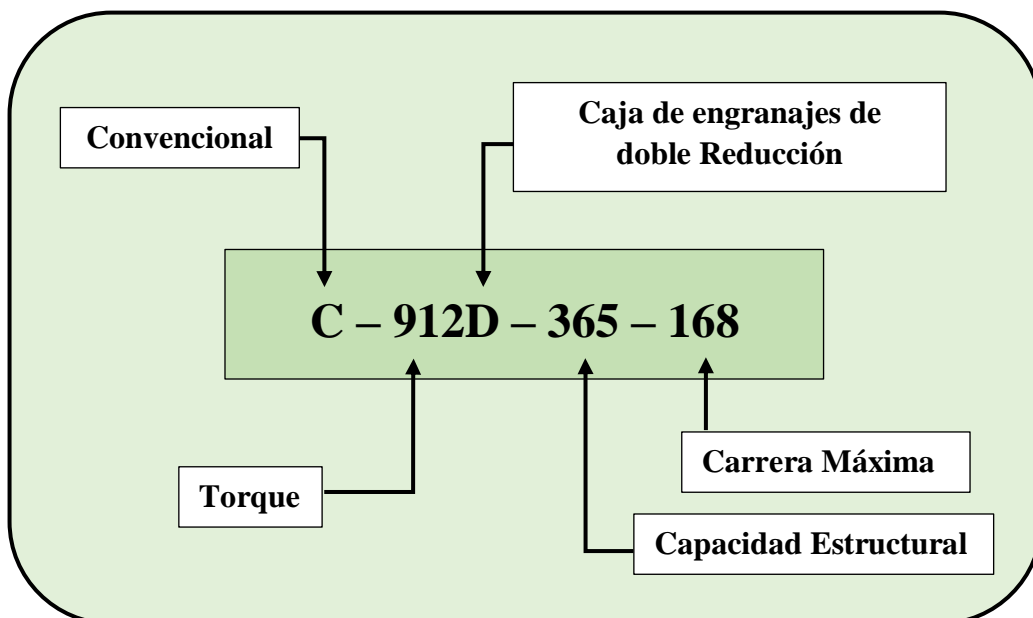 Convencional
Caja de engranajes de
doble Reducción
C – 912D – 365 – 168
Carrera Máxima
Torque
Capacidad Estructural